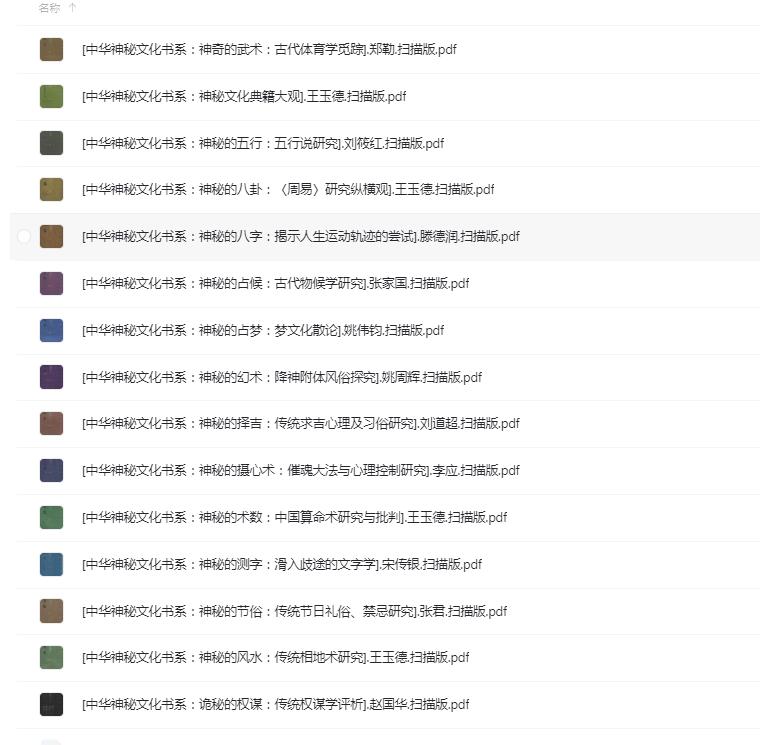 名称 ↑
[中华神秘文化书系：神奇的武术：古代体育学觅踪].郑勤.扫描版.pdf
[中华神秘文化书系：神秘文化典籍大观].王玉德.扫描版.pdf
[中华神秘文化书系：神秘的五行：五行说研究].刘筱红.扫描版.pdf
[中华神秘文化书系：神秘的八卦：〈周易〉研究纵横观].王玉德.扫描版.pdf
[中华神秘文化书系：神秘的八字：揭示人生运动轨迹的尝试].滕德润.扫描版.pdf
[中华神秘文化书系：神秘的占候：古代物候学研究].张家国.扫描版.pdf
[中华神秘文化书系：神秘的占梦：梦文化散论].姚伟钧.扫描版.pdf
[中华神秘文化书系：神秘的幻术：降神附体风俗探究].姚周辉.扫描版.pdf
[中华神秘文化书系：神秘的择吉：传统求吉心理及习俗研究].刘道超.扫描版.pdf
[中华神秘文化书系：神秘的摄心术：催魂大法与心理控制研究].李应.扫描版.pdf
[中华神秘文化书系：神秘的术数：中国算命术研究与批判].王玉德.扫描版.pdf
[中华神秘文化书系：神秘的测字：滑入歧途的文字学].宋传银.扫描版.pdf
[中华神秘文化书系：神秘的节俗：传统节日礼俗、禁忌研究].张君.扫描版.pdf
[中华神秘文化书系：神秘的风水：传统相地术研究].王玉德.扫描版.pdf
[中华神秘文化书系：诡秘的权谋：传统权谋学评析].赵国华.扫描版.pdf